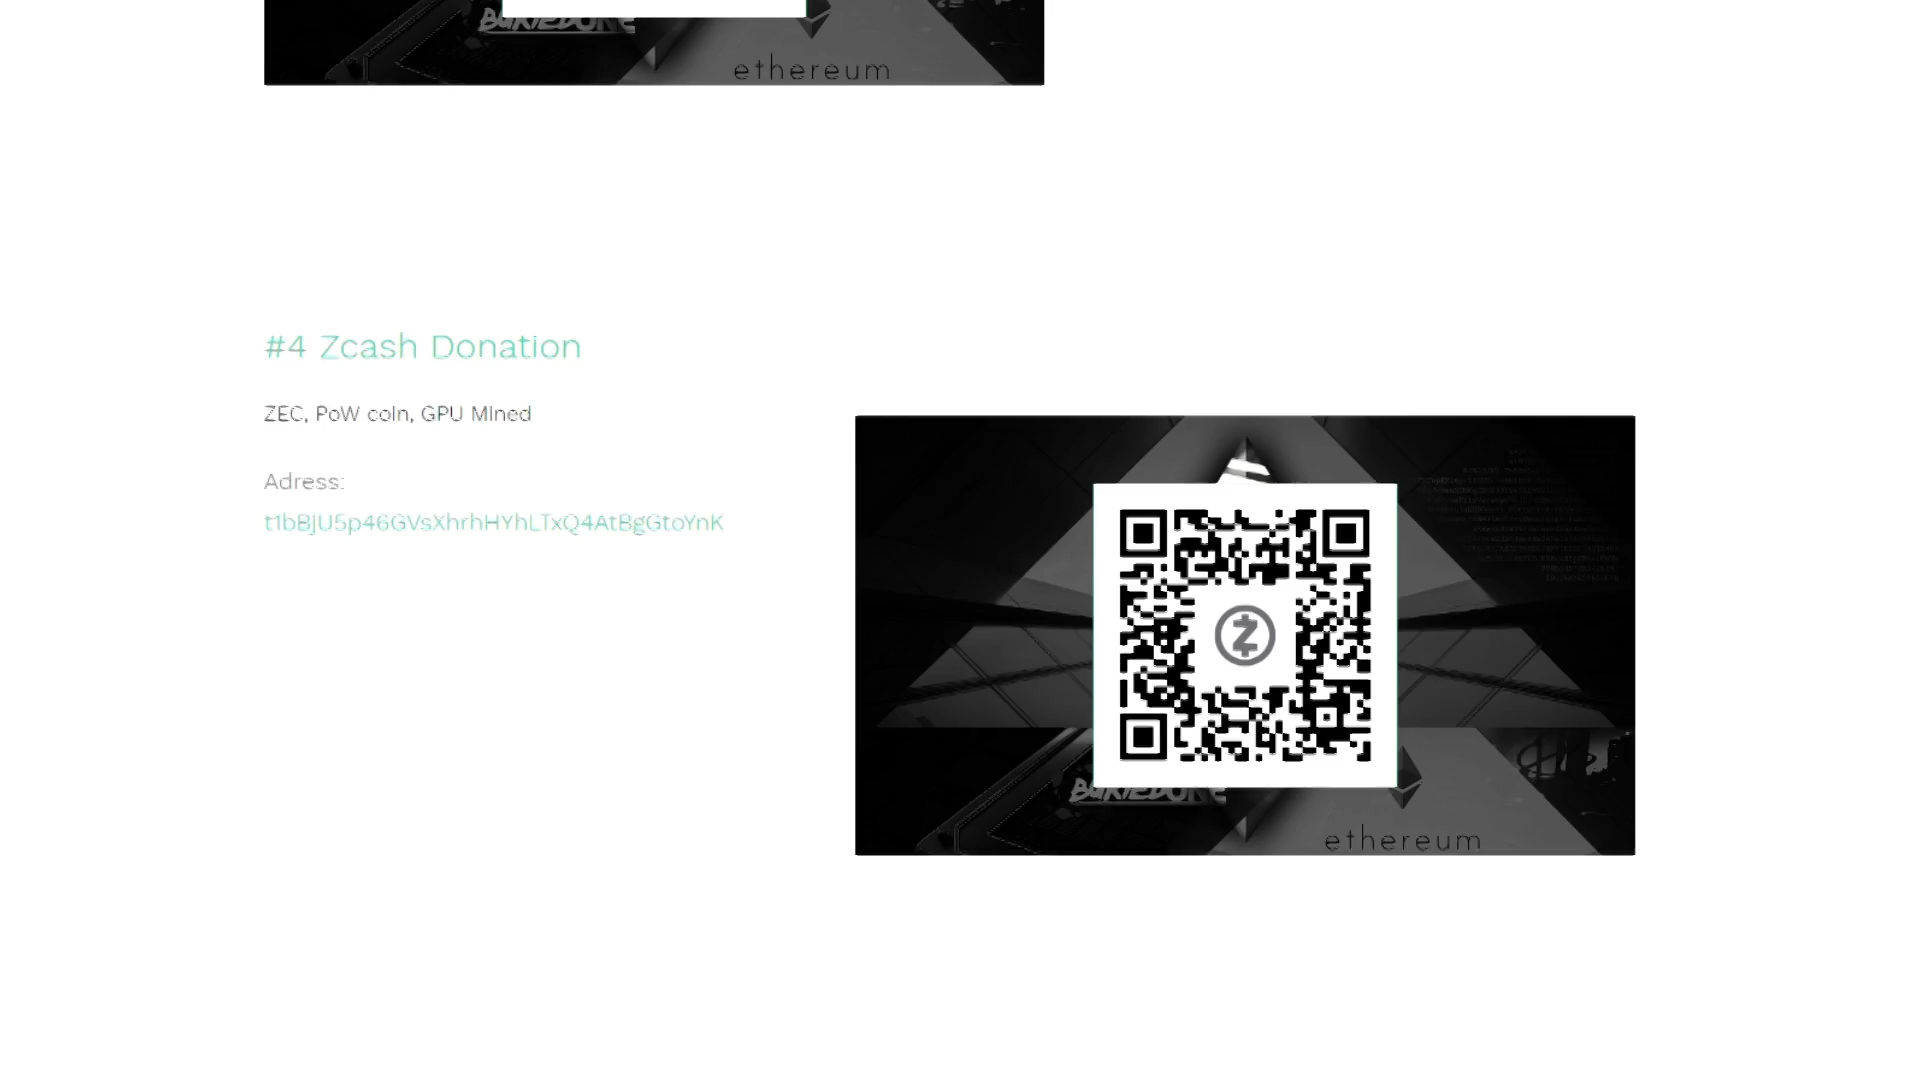 ethereum
#4 Zcash Donation
ZEC, PoW coin, GPU Mined
Adress:
t1bBjU5p46GVsXhrhHYhLTxQ4AtBgGtoYnK
ethereum